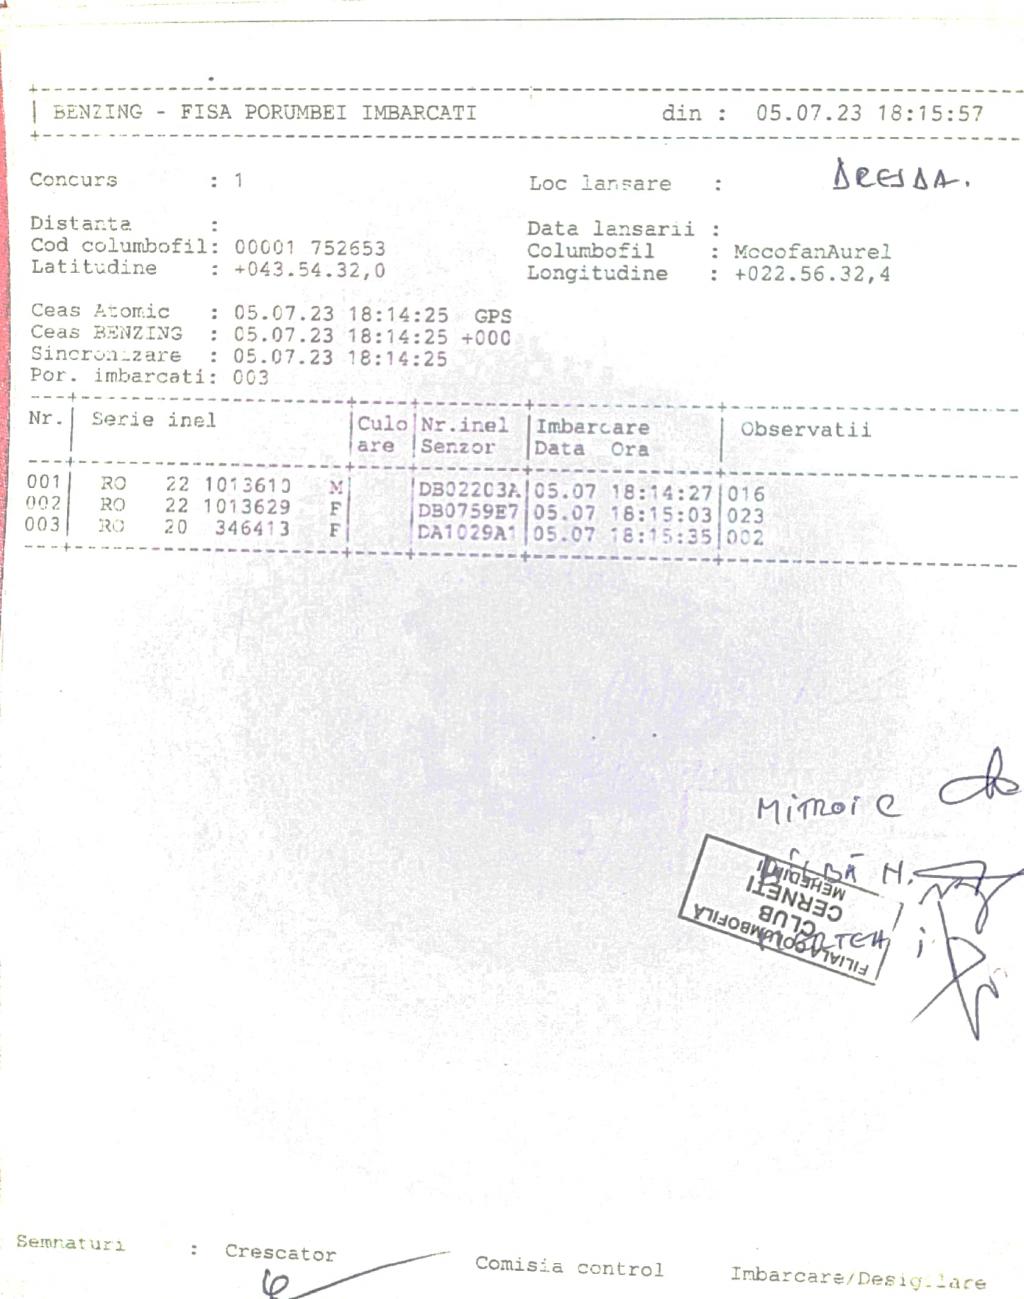 BENZING - FISA PORUMBEI IMBARCATI din : 05.07.23 18:15:57
Concurs : 1 Loc lansare : DRESDA.
Distanta : Data lansarii :
Cod columbofil: 00001 752653 Columbofil : MocofanAurel
Latitudine : +043.54.32,0 Longitudine : +022.56.32,4
Ceas Atomic : 05.07.23 18:14:25 GPS
Ceas BENZING : 05.07.23 18:14:25 +000
Sincronizare : 05.07.23 18:14:25
Por. imbarcati: 003
Nr. Serie inel Culo Nr.inel Imbarcare Observatii
are Senzor Data Ora
001 RO 22 1013610 M DB02203A 05.07 18:14:27 016
002 RO 22 1013629 F DB0759E7 05.07 18:15:03 023
003 RO 20 346413 F DA1029A1 05.07 18:15:35 002
MiTROi C
H.
MEHEDINTI
CERNETI
CLUB
FILIALA COLUMBOFILĂ
Semnaturi : Crescator Comisia control Imbarcare/Desigilare